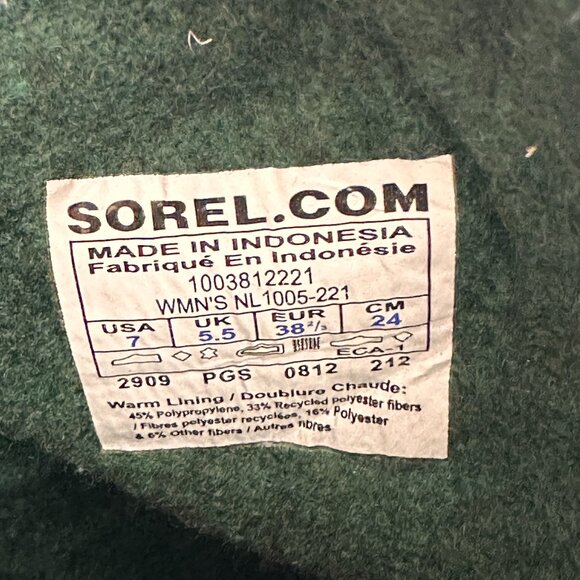 SOREL.COM
MADE IN INDONESIA
Fabriqué En Indonésie
1003812221
WMN'S NL1005-221
USA UK EUR CM
7 5.5 38 2/3 24
ECA-1
2909 PGS 0812 212
Warm Lining / Doublure Chaude:
45% Polypropylene, 33% Recycled polyester fibers
/ Fibres polyester recyclées, 16% Polyester
& 6% Other fibers / Autres fibres